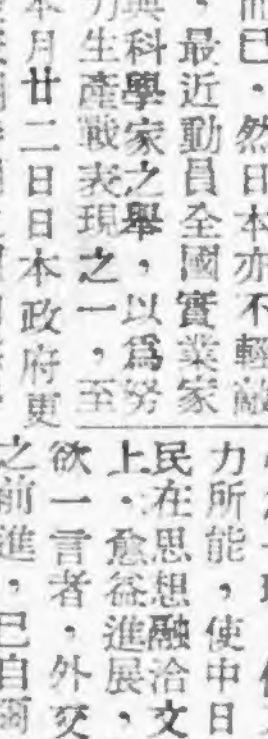 而已，然日本亦不輕敵
，最近動員全國實業家
與科學家之舉，以爲努
力生產戰表現之一，至
本月廿二日日本政府更
力所能，使中日
民在思想融洽文
上，愈益進展，
欲一言者，外交
之前進，已自